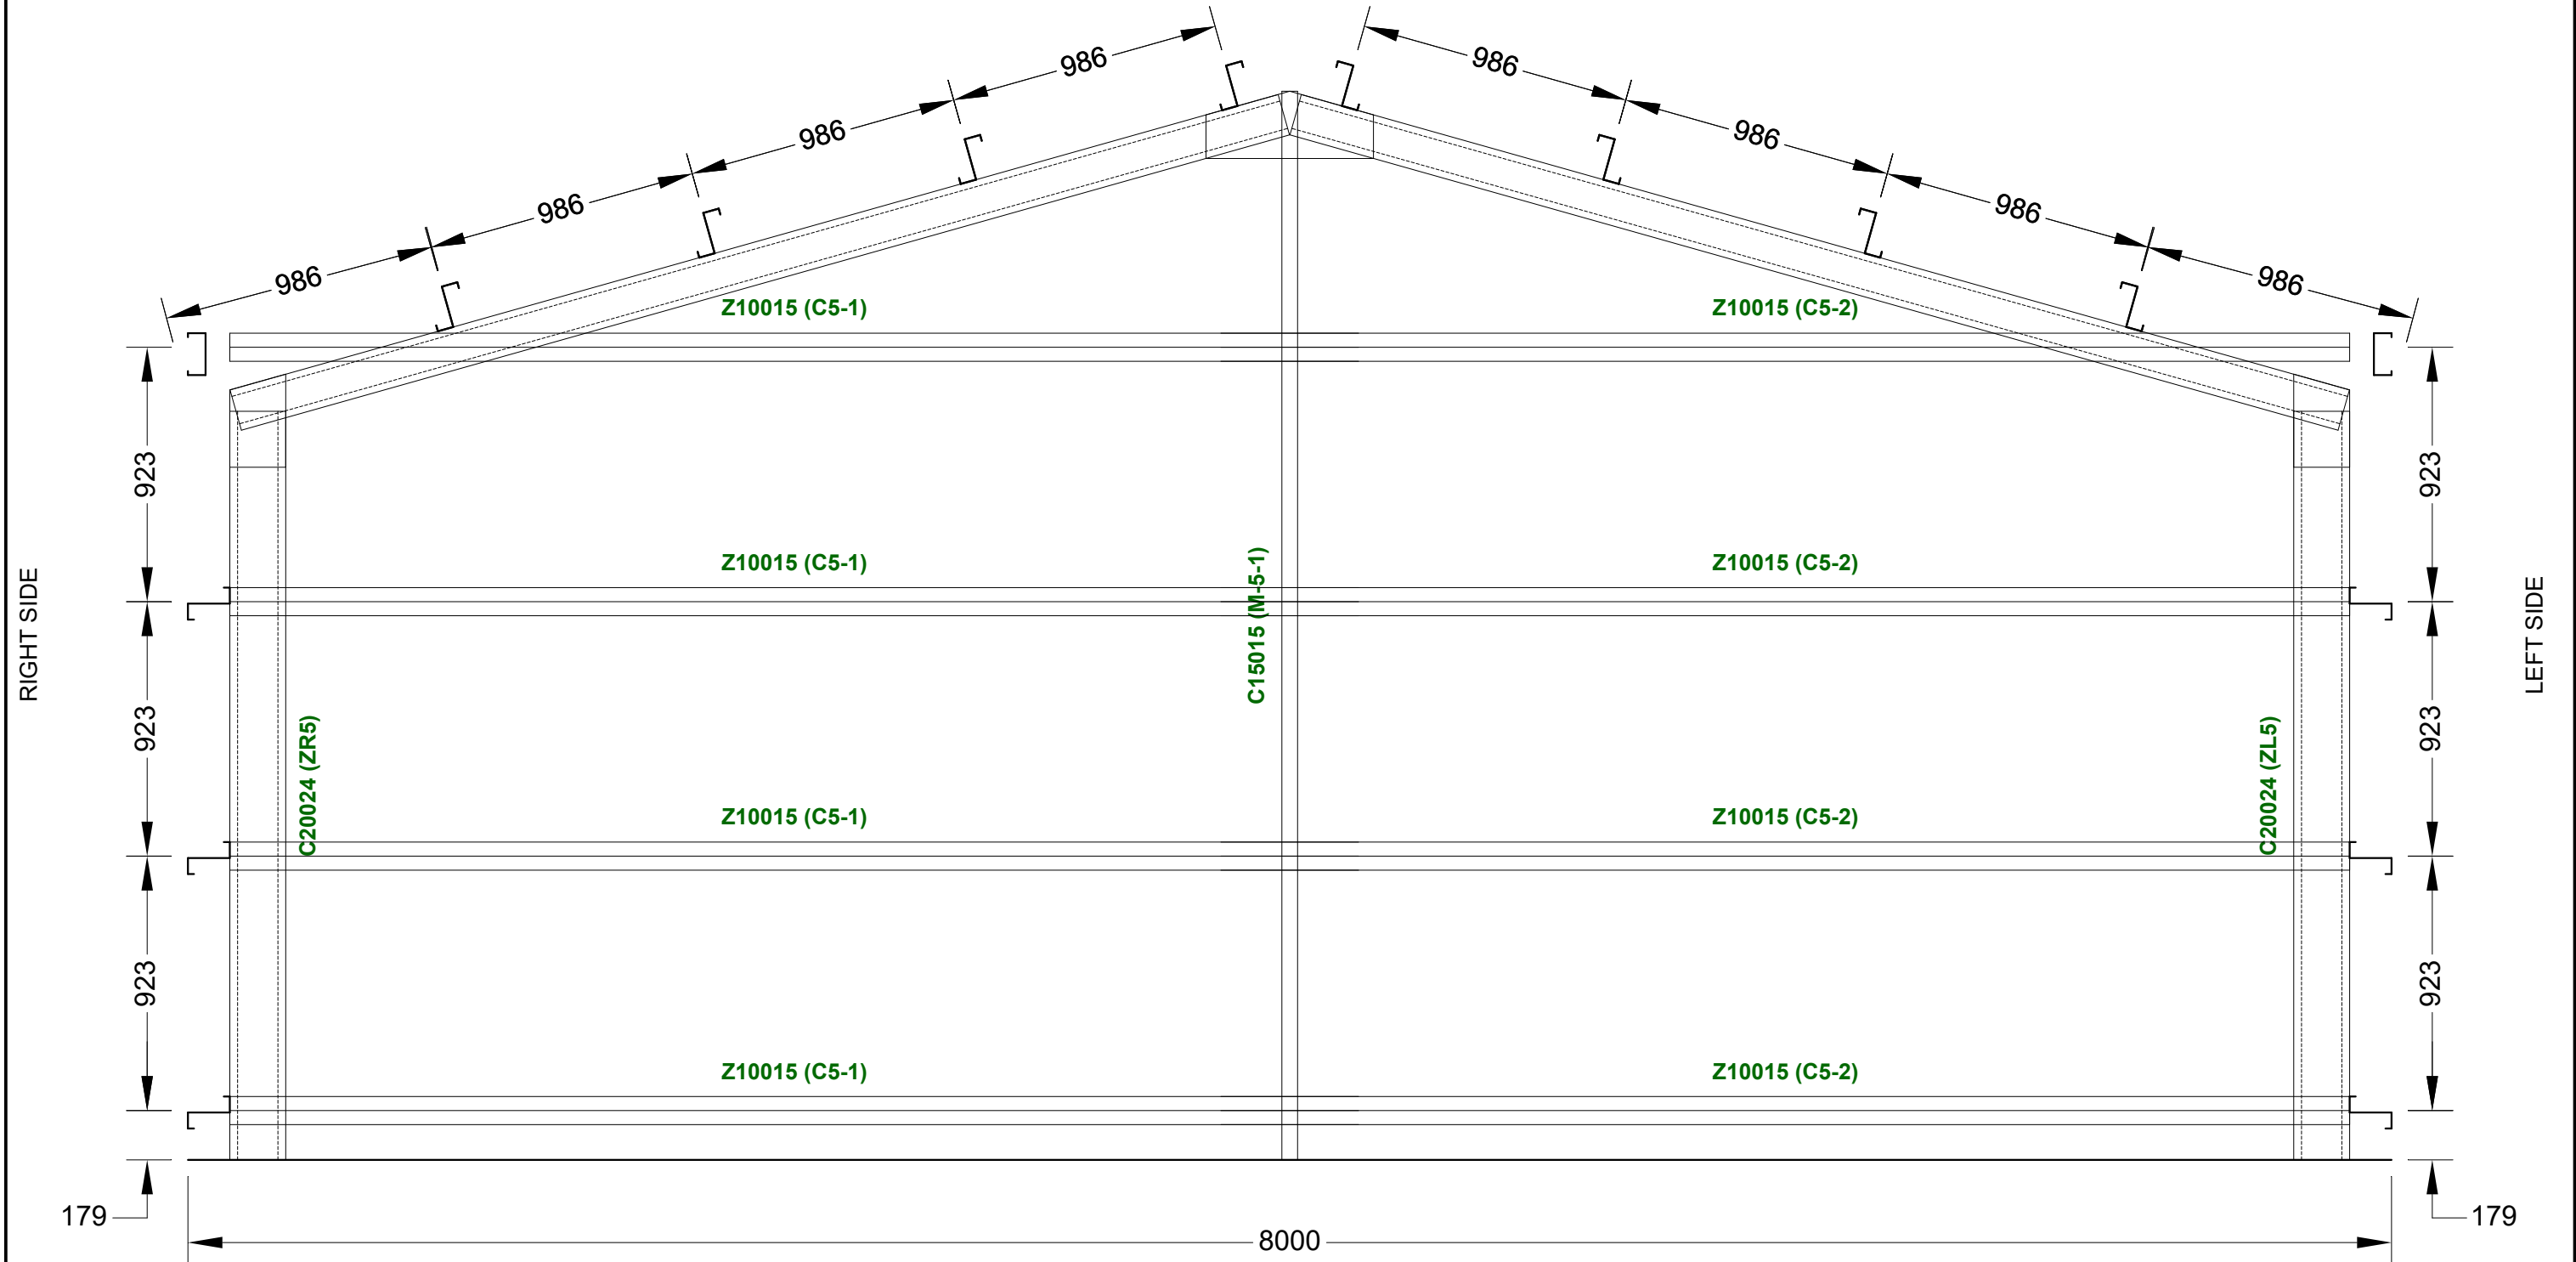 986
986
986
986
986
986
986
986
Z10015 (C5-1)
Z10015 (C5-2)
923
923
Z10015 (C5-1)
Z10015 (C5-2)
RIGHT SIDE
C15015 (M-5-1)
LEFT SIDE
923
C20024 (ZR5)
C20024 (ZL5)
923
Z10015 (C5-1)
Z10015 (C5-2)
923
923
Z10015 (C5-1)
Z10015 (C5-2)
179
179
8000